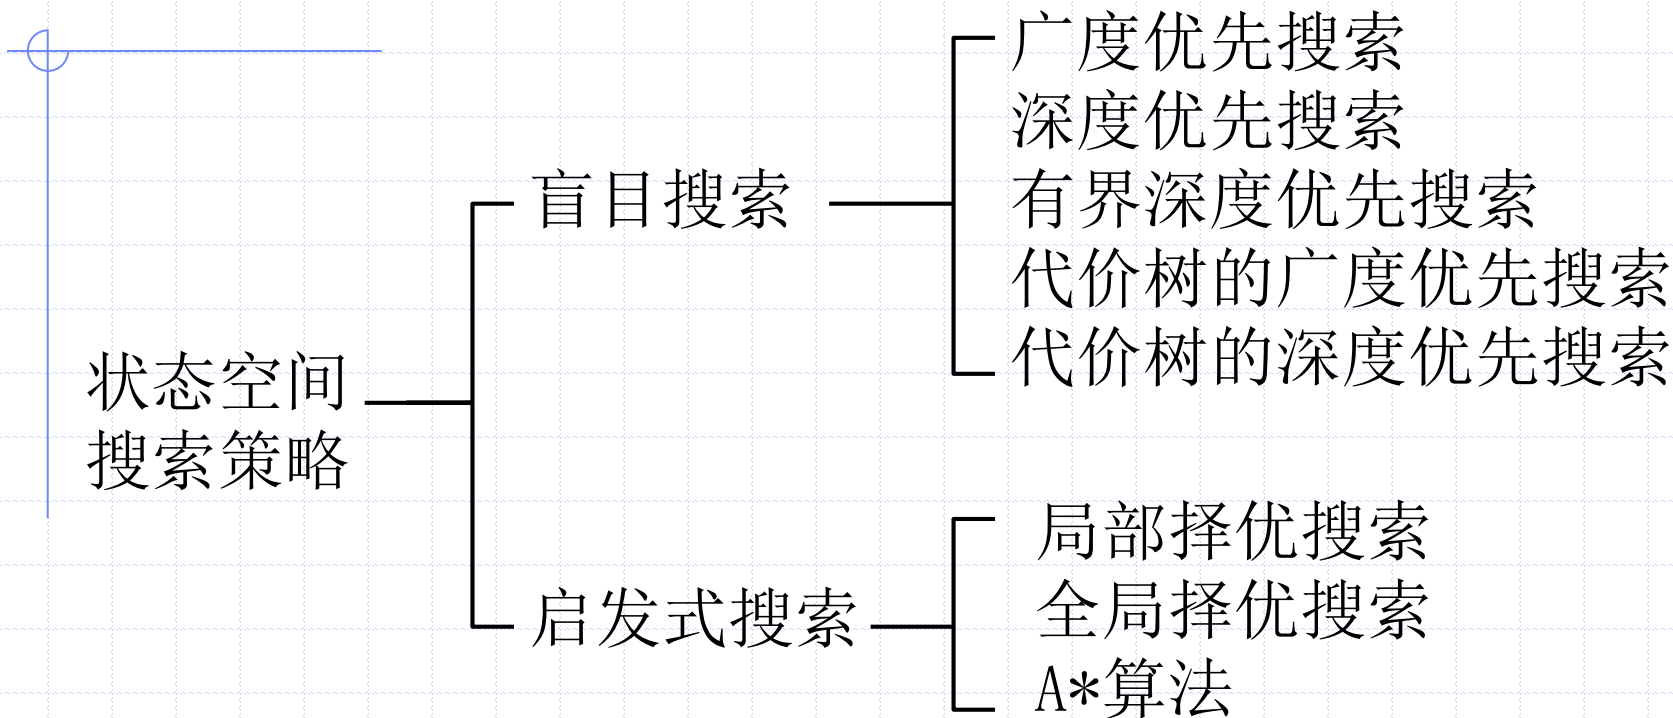 状态空间
搜索策略
盲目搜索
广度优先搜索
深度优先搜索
有界深度优先搜索
代价树的广度优先搜索
代价树的深度优先搜索
启发式搜索
局部择优搜索
全局择优搜索
A*算法